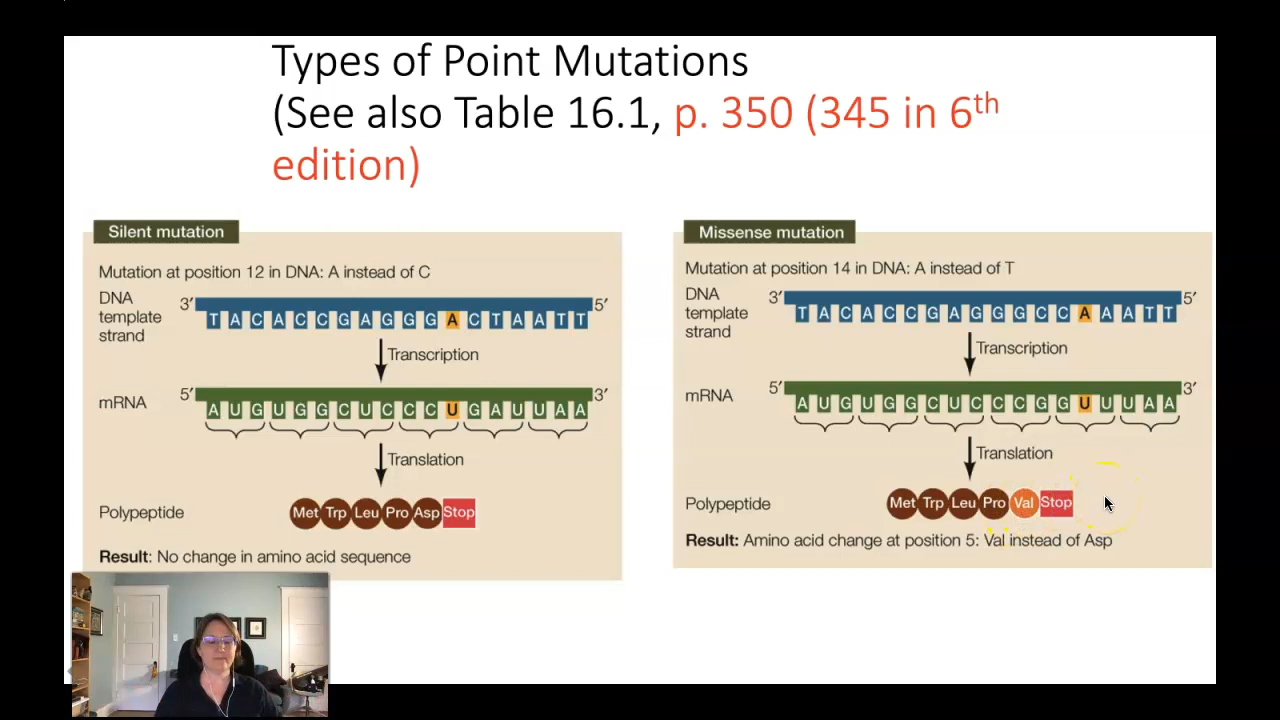 Types of Point Mutations
(See also Table 16.1, p. 350 (345 in 6th
edition)
Silent mutation
Mutation at position 12 in DNA: A instead of C
DNA
template
strand
3′
5′
T A C A C C G A G G G A C T A A T T
Transcription
mRNA
5′
3′
A U G U G G C U C C C U G A U U A A
Translation
Polypeptide
Met Trp Leu Pro Asp Stop
Result: No change in amino acid sequence
Missense mutation
Mutation at position 14 in DNA: A instead of T
DNA
template
strand
3′
5′
T A C A C C G A G G G C C A A A T T
Transcription
mRNA
5′
3′
A U G U G G C U C C C G G U U U A A
Translation
Polypeptide
Met Trp Leu Pro Val Stop
Result: Amino acid change at position 5: Val instead of Asp